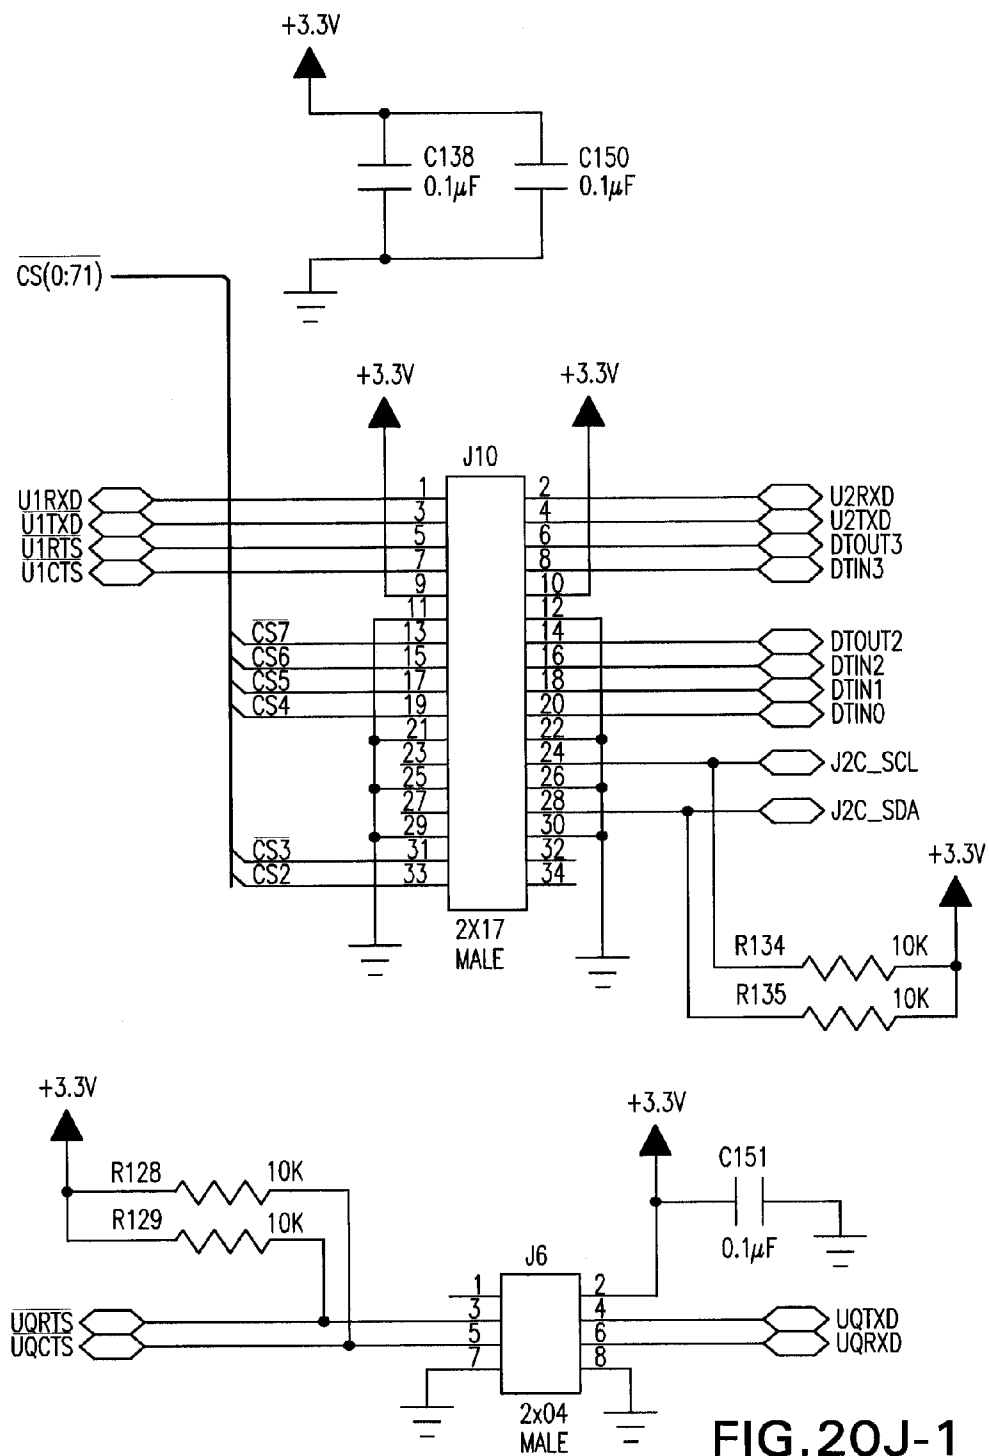 +3.3V
C138
0.1µF
C150
0.1µF
CS(0:71)
+3.3V
+3.3V
J10
U1RXD
1
2
U2RXD
U1TXD
3
4
U2TXD
U1RTS
5
6
DTOUT3
U1CTS
7
8
DTIN3
9
10
11
12
CS7
13
14
DTOUT2
CS6
15
16
DTIN2
CS5
17
18
DTIN1
CS4
19
20
DTIN0
21
22
23
24
J2C_SCL
25
26
27
28
J2C_SDA
29
30
CS3
31
32
CS2
33
34
2X17
MALE
+3.3V
R134
10K
R135
10K
+3.3V
R128
10K
R129
10K
+3.3V
C151
0.1µF
J6
1
2
UQRTS
3
4
UQTXD
UQCTS
5
6
UQRXD
7
8
2x04
MALE
FIG.20J-1